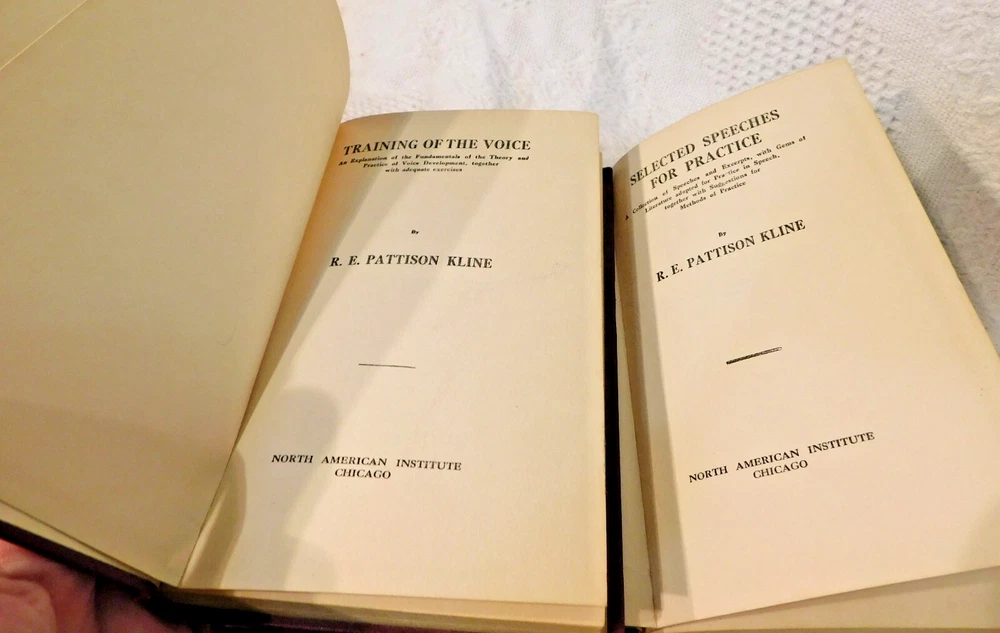 TRAINING OF THE VOICE
An Explanation of the Fundamentals of the Theory and
Practice of Voice Development, together
with adequate exercises
By
R. E. PATTISON KLINE
NORTH AMERICAN INSTITUTE
CHICAGO
SELECTED SPEECHES
FOR PRACTICE
A Collection of Speeches and Excerpts, with Gems of
Literature adapted for Practice in Speech,
together with Suggestions for
Methods of Practice
By
R. E. PATTISON KLINE
NORTH AMERICAN INSTITUTE
CHICAGO